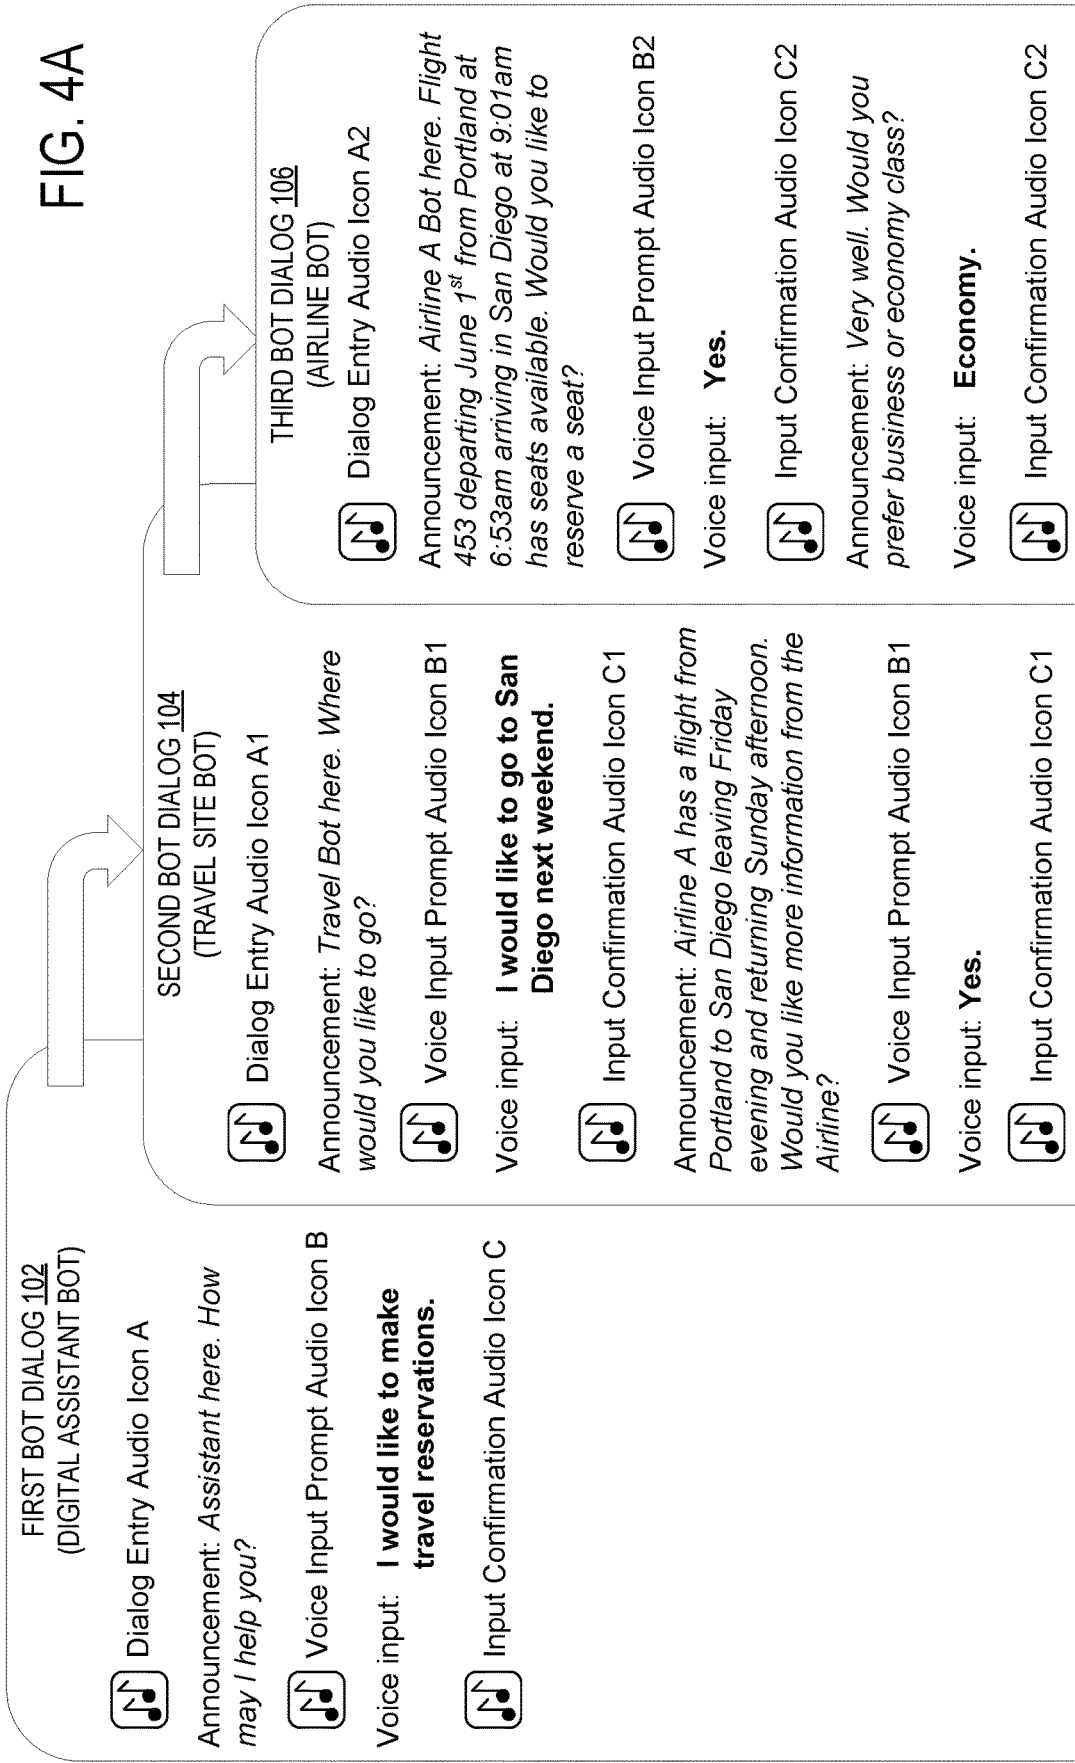 FIG. 4A
FIRST BOT DIALOG 102
(DIGITAL ASSISTANT BOT)
Dialog Entry Audio Icon A
Announcement: Assistant here. How
may I help you?
Voice Input Prompt Audio Icon B
Voice input: I would like to make
travel reservations.
Input Confirmation Audio Icon C
SECOND BOT DIALOG 104
(TRAVEL SITE BOT)
Dialog Entry Audio Icon A1
Announcement: Travel Bot here. Where
would you like to go?
Voice Input Prompt Audio Icon B1
Voice input: I would like to go to San
Diego next weekend.
Input Confirmation Audio Icon C1
Announcement: Airline A has a flight from
Portland to San Diego leaving Friday
evening and returning Sunday afternoon.
Would you like more information from the
Airline?
Voice Input Prompt Audio Icon B1
Voice input: Yes.
Input Confirmation Audio Icon C1
THIRD BOT DIALOG 106
(AIRLINE BOT)
Dialog Entry Audio Icon A2
Announcement: Airline A Bot here. Flight
453 departing June 1st from Portland at
6:53am arriving in San Diego at 9:01am
has seats available. Would you like to
reserve a seat?
Voice Input Prompt Audio Icon B2
Voice input: Yes.
Input Confirmation Audio Icon C2
Announcement: Very well. Would you
prefer business or economy class?
Voice input: Economy.
Input Confirmation Audio Icon C2